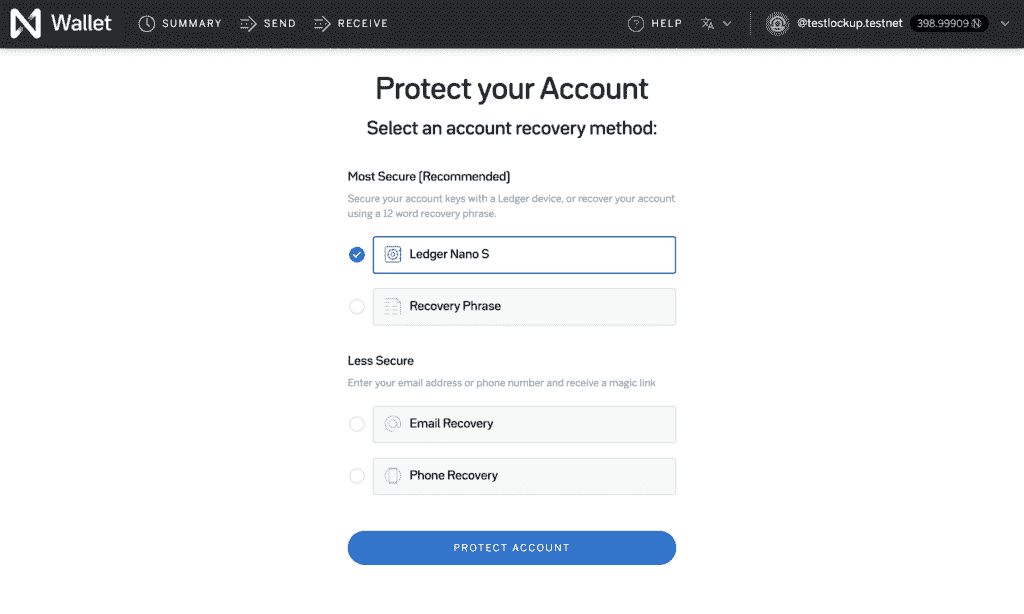 Wallet
SUMMARY
SEND
RECEIVE
HELP
@testlockup.testnet
398.99909
Protect your Account
Select an account recovery method:
Most Secure (Recommended)
Secure your account keys with a Ledger device, or recover your account
using a 12 word recovery phrase.
Ledger Nano S
Recovery Phrase
Less Secure
Enter your email address or phone number and receive a magic link
Email Recovery
Phone Recovery
PROTECT ACCOUNT